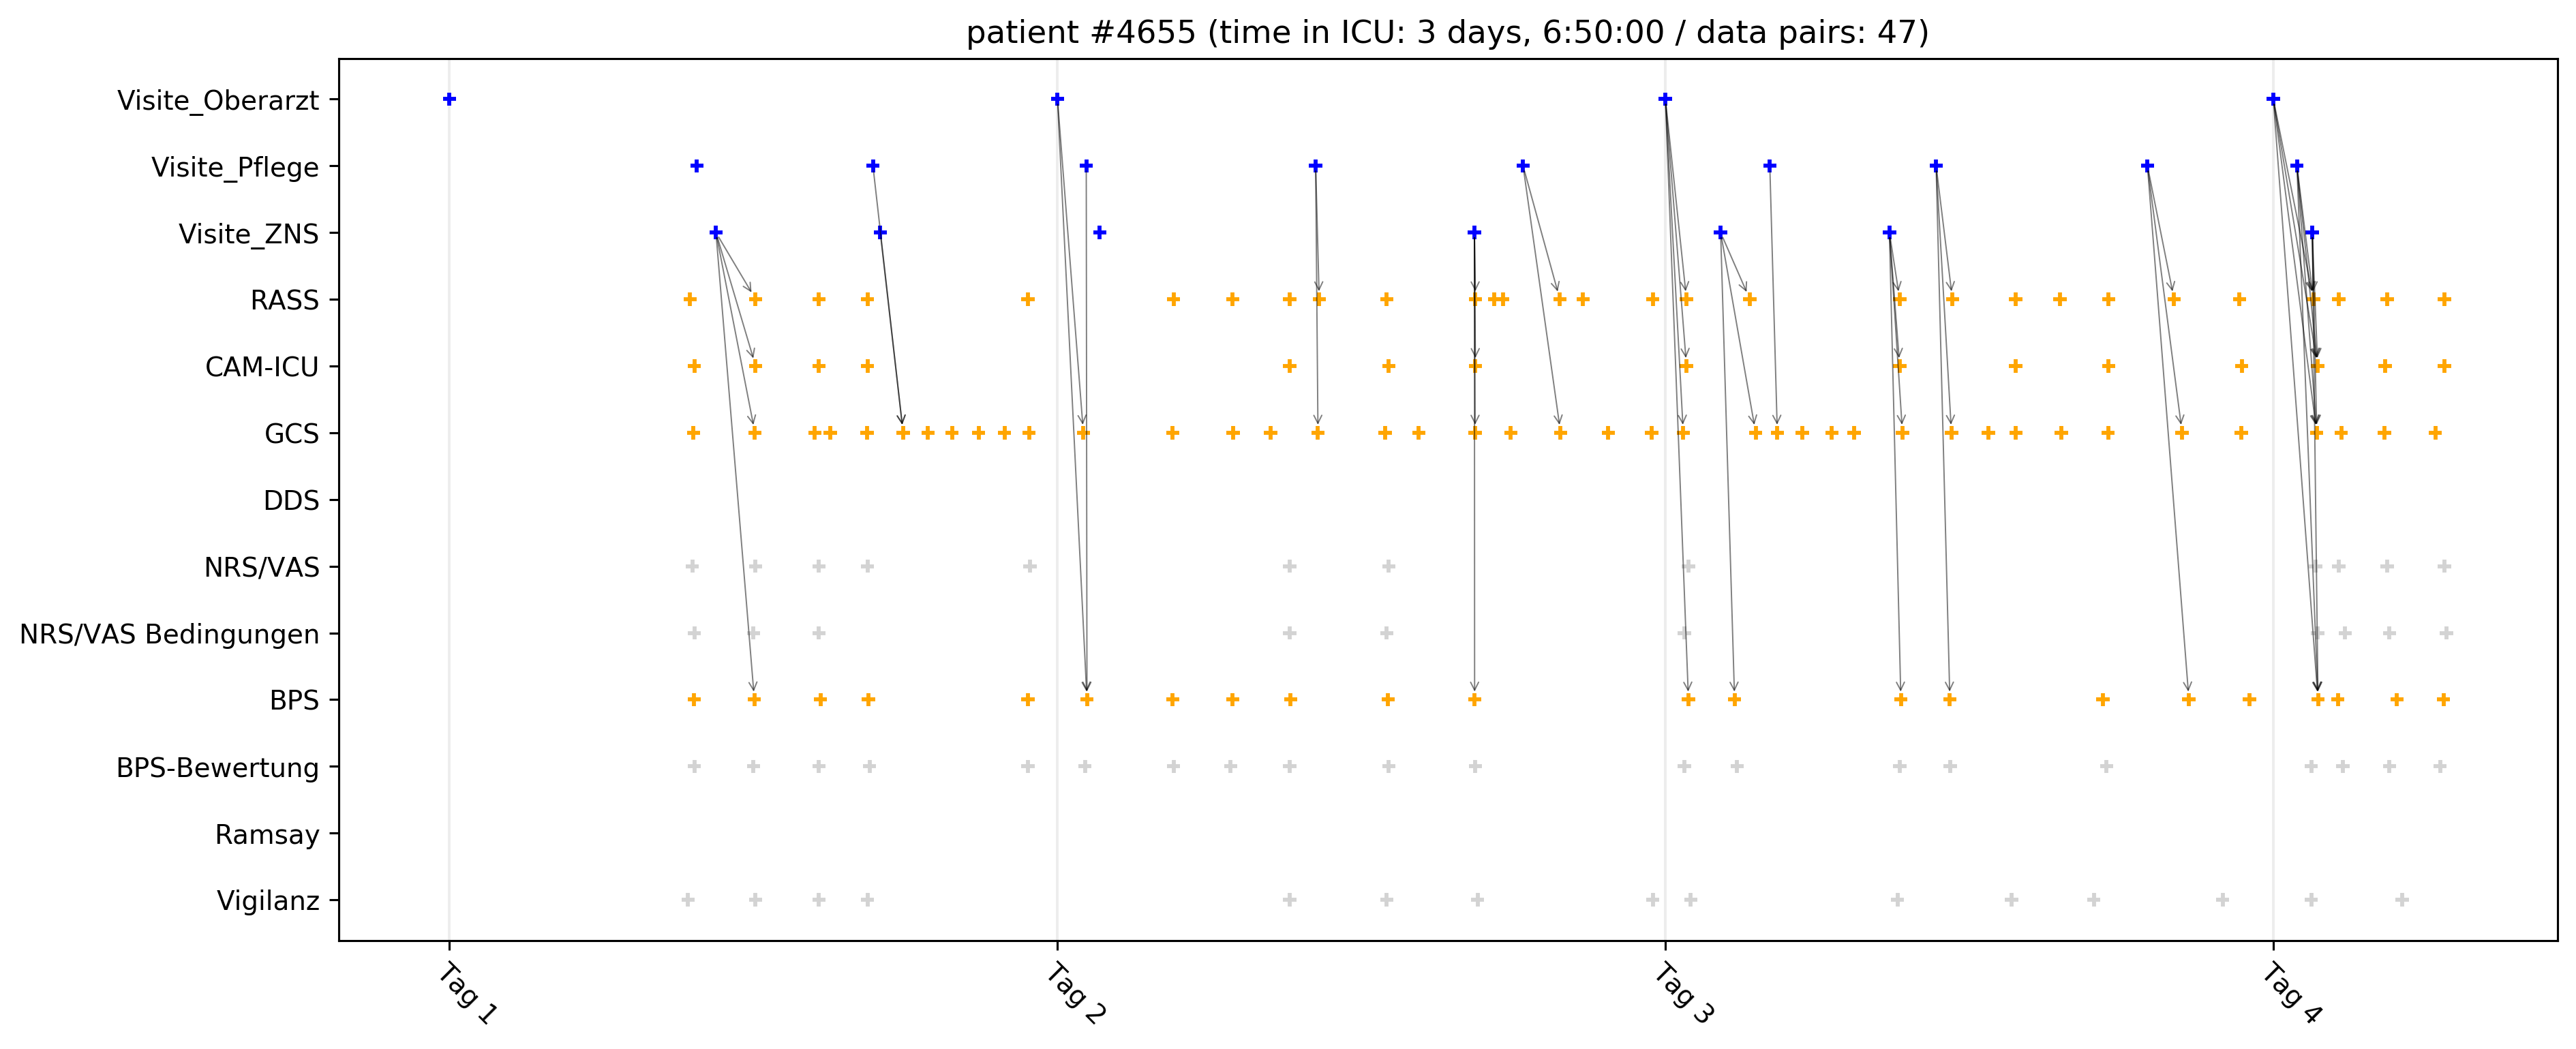 patient #4655 (time in ICU: 3 days, 6:50:00 / data pairs: 47)
Visite_Oberarzt
Visite_Pflege
Visite_ZNS
RASS
CAM-ICU
GCS
DDS
NRS/VAS
NRS/VAS Bedingungen
BPS
BPS-Bewertung
Ramsay
Vigilanz
Tag 1
Tag 2
Tag 3
Tag 4